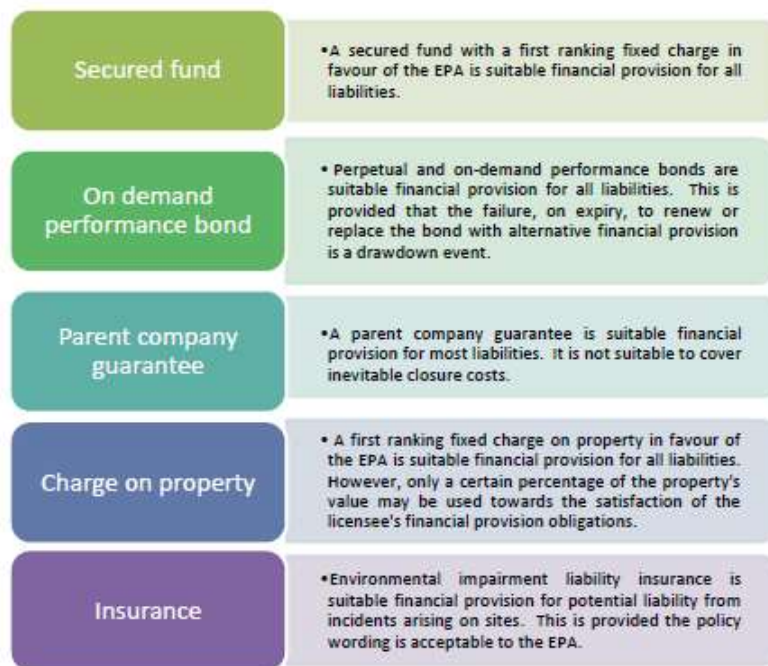 Secured fund
•A secured fund with a first ranking fixed charge in
favour of the EPA is suitable financial provision for all
liabilities.
On demand
performance bond
• Perpetual and on-demand performance bonds are
suitable financial provision for all liabilities. This is
provided that the failure, on expiry, to renew or
replace the bond with alternative financial provision
is a drawdown event.
Parent company
guarantee
•A parent company guarantee is suitable financial
provision for most liabilities. It is not suitable to cover
inevitable closure costs.
Charge on property
• A first ranking fixed charge on property in favour of
the EPA is suitable financial provision for all liabilities.
However, only a certain percentage of the property's
value may be used towards the satisfaction of the
licensee's financial provision obligations.
Insurance
•Environmental impairment liability insurance is
suitable financial provision for potential liability from
incidents arising on sites. This is provided the policy
wording is acceptable to the EPA.